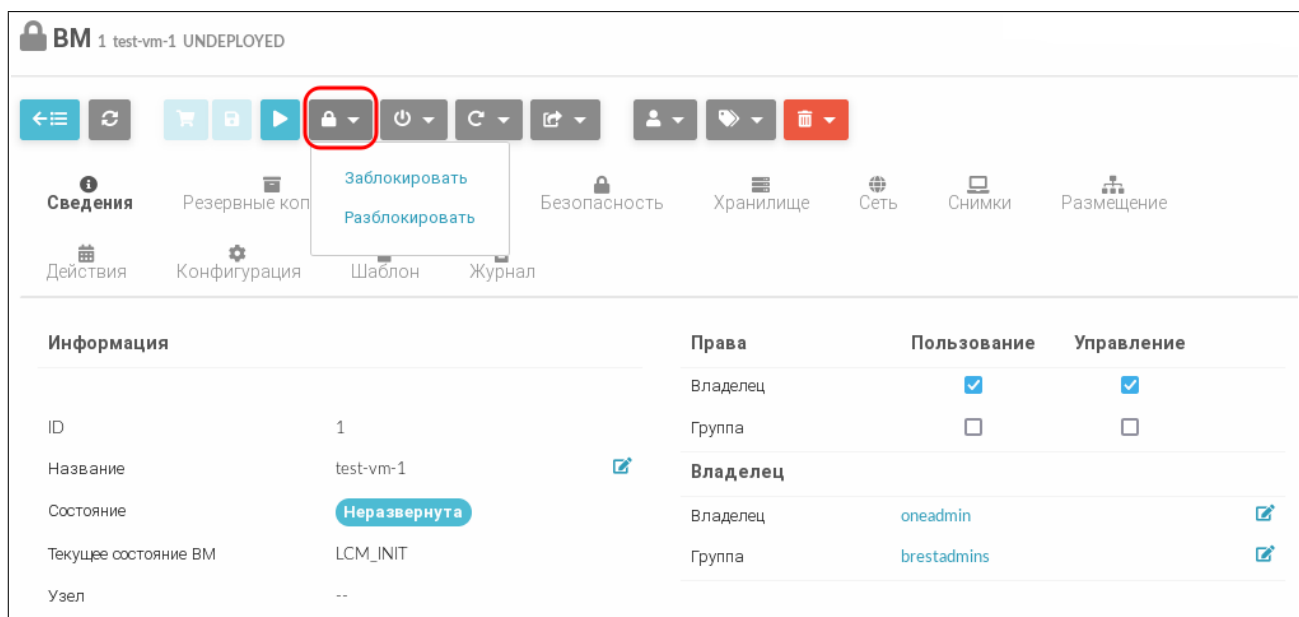 ВМ 1 test-vm-1 UNDEPLOYED
Заблокировать
Разблокировать
Сведения Резервные коп Безопасность Хранилище Сеть Снимки Размещение
Действия Конфигурация Шаблон Журнал
Информация
ID 1
Название test-vm-1
Состояние Неразвернута
Текущее состояние ВМ LCM_INIT
Узел --
Права Пользование Управление
Владелец
Группа
Владелец
Владелец oneadmin
Группа brestadmins